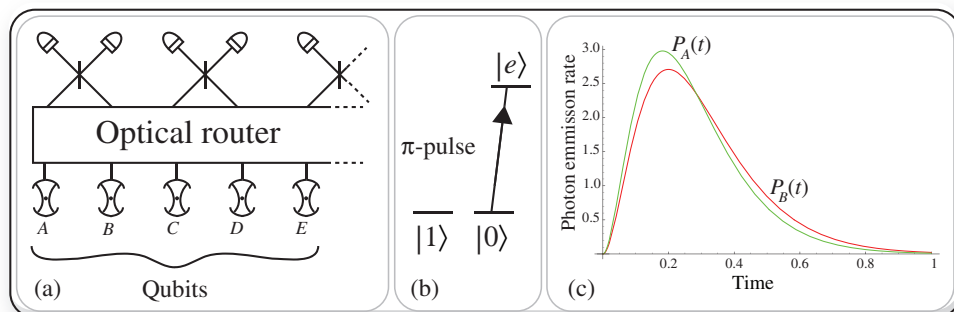 Optical router
A B C D E
(a)
Qubits
|e⟩
π-pulse
|1⟩ |0⟩
(b)
Photon emmisson rate
3.0
2.5
2.0
1.5
1.0
0.5
P_A(t)
P_B(t)
0.2 0.4 0.6 0.8 1
(c)
Time